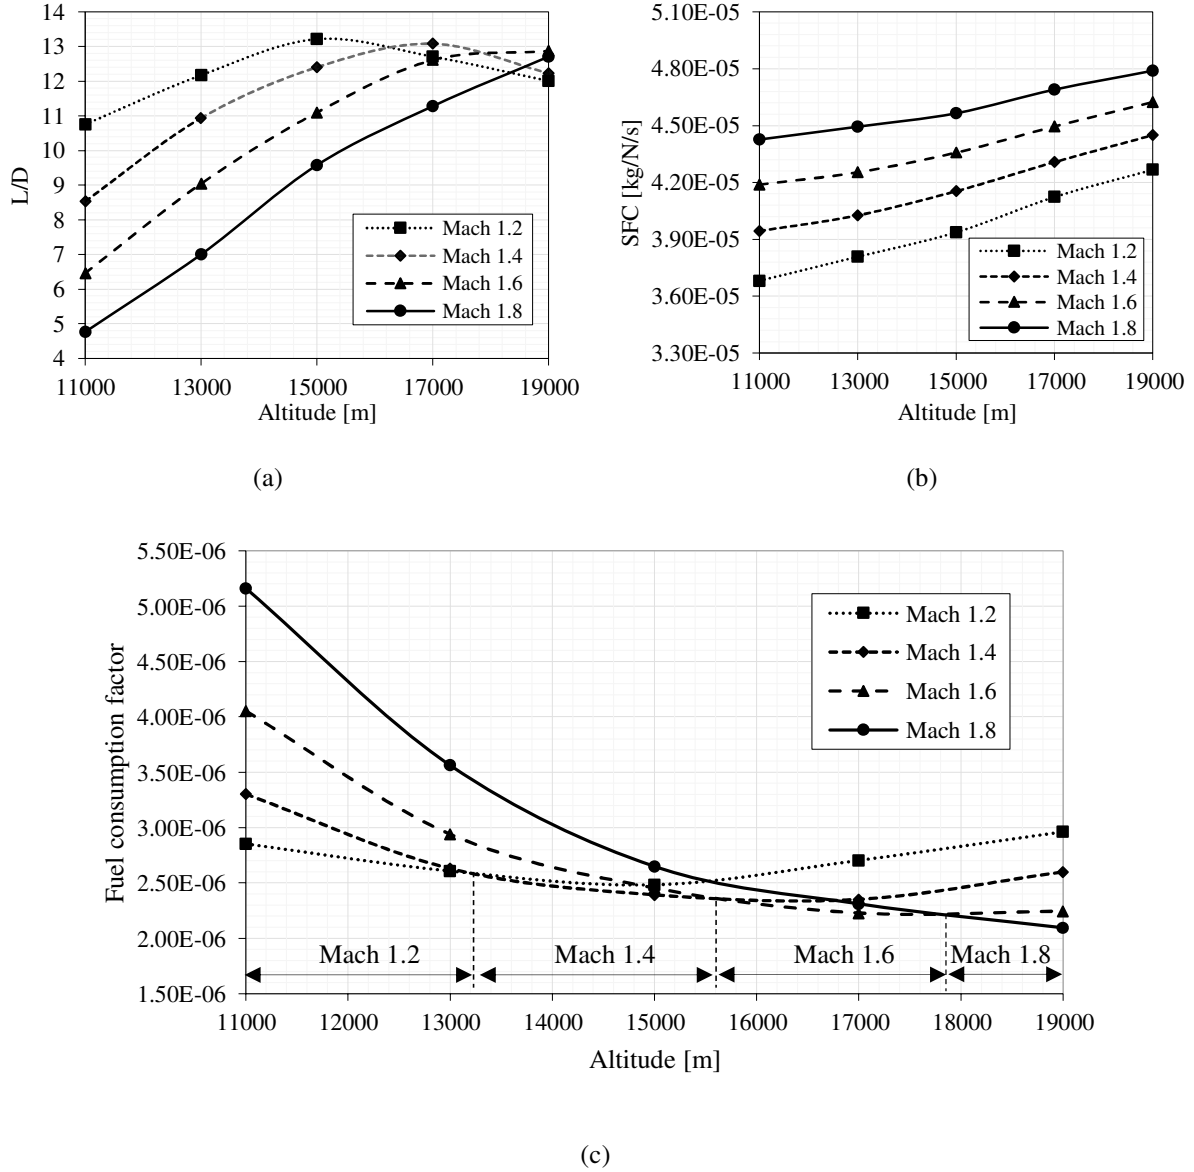 14
13
12
11
10
9
8
7
6
5
4
L/D
11000 13000 15000 17000 19000
Altitude [m]
Mach 1.2
Mach 1.4
Mach 1.6
Mach 1.8
(a)
5.10E-05
4.80E-05
4.50E-05
4.20E-05
3.90E-05
3.60E-05
3.30E-05
SFC [kg/N/s]
11000 13000 15000 17000 19000
Altitude [m]
Mach 1.2
Mach 1.4
Mach 1.6
Mach 1.8
(b)
5.50E-06
5.00E-06
4.50E-06
4.00E-06
3.50E-06
3.00E-06
2.50E-06
2.00E-06
1.50E-06
Fuel consumption factor
Mach 1.2
Mach 1.4
Mach 1.6
Mach 1.8
Mach 1.2 Mach 1.4 Mach 1.6 Mach 1.8
11000 12000 13000 14000 15000 16000 17000 18000 19000
Altitude [m]
(c)